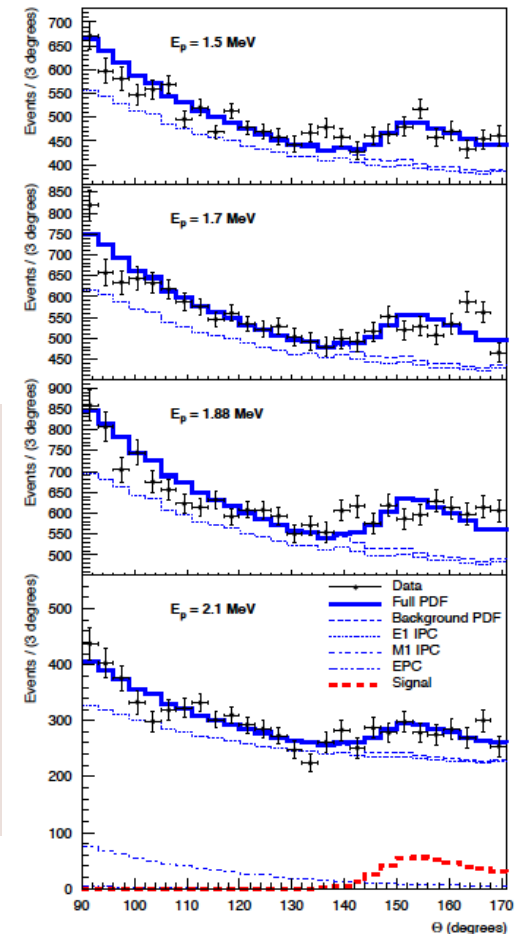 Events / (3 degrees)
700
650
600
550
500
450
400
E_p = 1.5 MeV
Events / (3 degrees)
850
800
750
700
650
600
550
500
450
E_p = 1.7 MeV
Events / (3 degrees)
900
850
800
750
700
650
600
550
500
E_p = 1.88 MeV
Events / (3 degrees)
500
400
300
200
100
0
E_p = 2.1 MeV
Data
Full PDF
Background PDF
E1 IPC
M1 IPC
EPC
Signal
90 100 110 120 130 140 150 160 170
Θ (degrees)